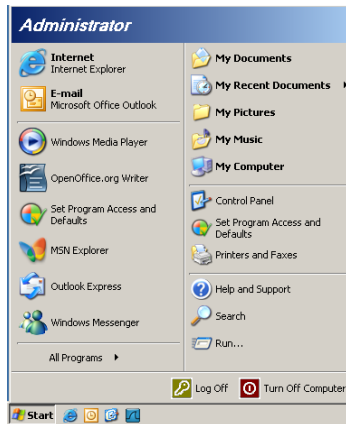 Administrator
Internet
Internet Explorer
E-mail
Microsoft Office Outlook
Windows Media Player
OpenOffice.org Writer
Set Program Access and
Defaults
MSN Explorer
Outlook Express
Windows Messenger
All Programs
My Documents
My Recent Documents
My Pictures
My Music
My Computer
Control Panel
Set Program Access and
Defaults
Printers and Faxes
Help and Support
Search
Run...
Log Off
Turn Off Computer
Start